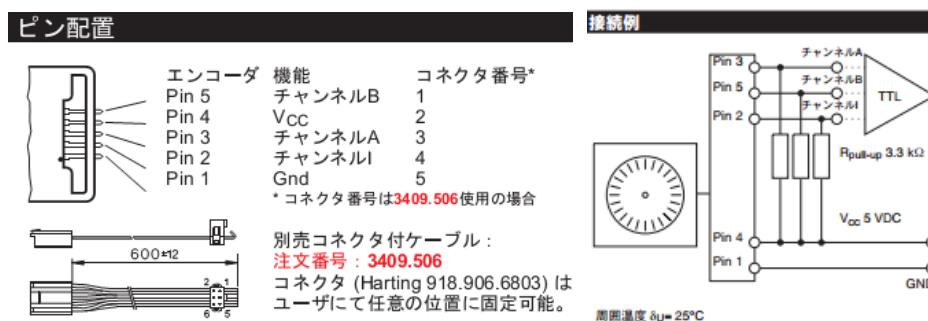 ピン配置
エンコーダ 機能 コネクタ番号*
Pin 5 チャンネルB 1
Pin 4 VCC 2
Pin 3 チャンネルA 3
Pin 2 チャンネルI 4
Pin 1 Gnd 5
* コネクタ番号は3409.506使用の場合
別売コネクタ付ケーブル：
注文番号：3409.506
コネクタ (Harting 918.906.6803) は
ユーザにて任意の位置に固定可能。
600±12
2 1
6 5
接続例
Pin 3 チャンネルA
Pin 5 チャンネルB
Pin 2 チャンネルI
TTL
Rpull-up 3.3 kΩ
VCC 5 VDC
Pin 4
Pin 1
GND
周囲温度 δu= 25°C